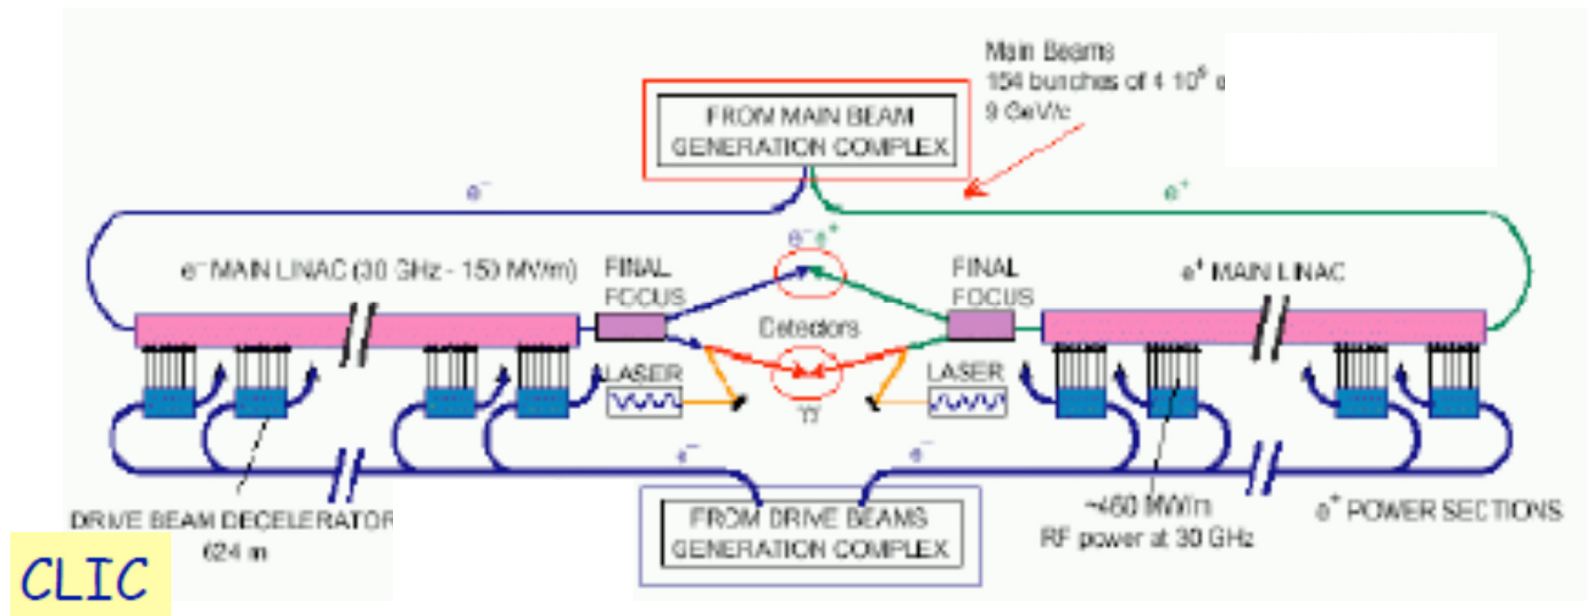 Main Beams
154 bunches of 4 10⁹ e
9 GeV/c
FROM MAIN BEAM
GENERATION COMPLEX
e⁻
e⁺
e⁻ e⁺
e⁻ MAIN LINAC (30 GHz - 150 MV/m)
FINAL
FOCUS
FINAL
FOCUS
e⁺ MAIN LINAC
Detectors
LASER
LASER
γγ
e⁻
e⁻
DRIVE BEAM DECELERATOR
624 m
FROM DRIVE BEAMS
GENERATION COMPLEX
~460 MW/m
RF power at 30 GHz
e⁺ POWER SECTIONS
CLIC